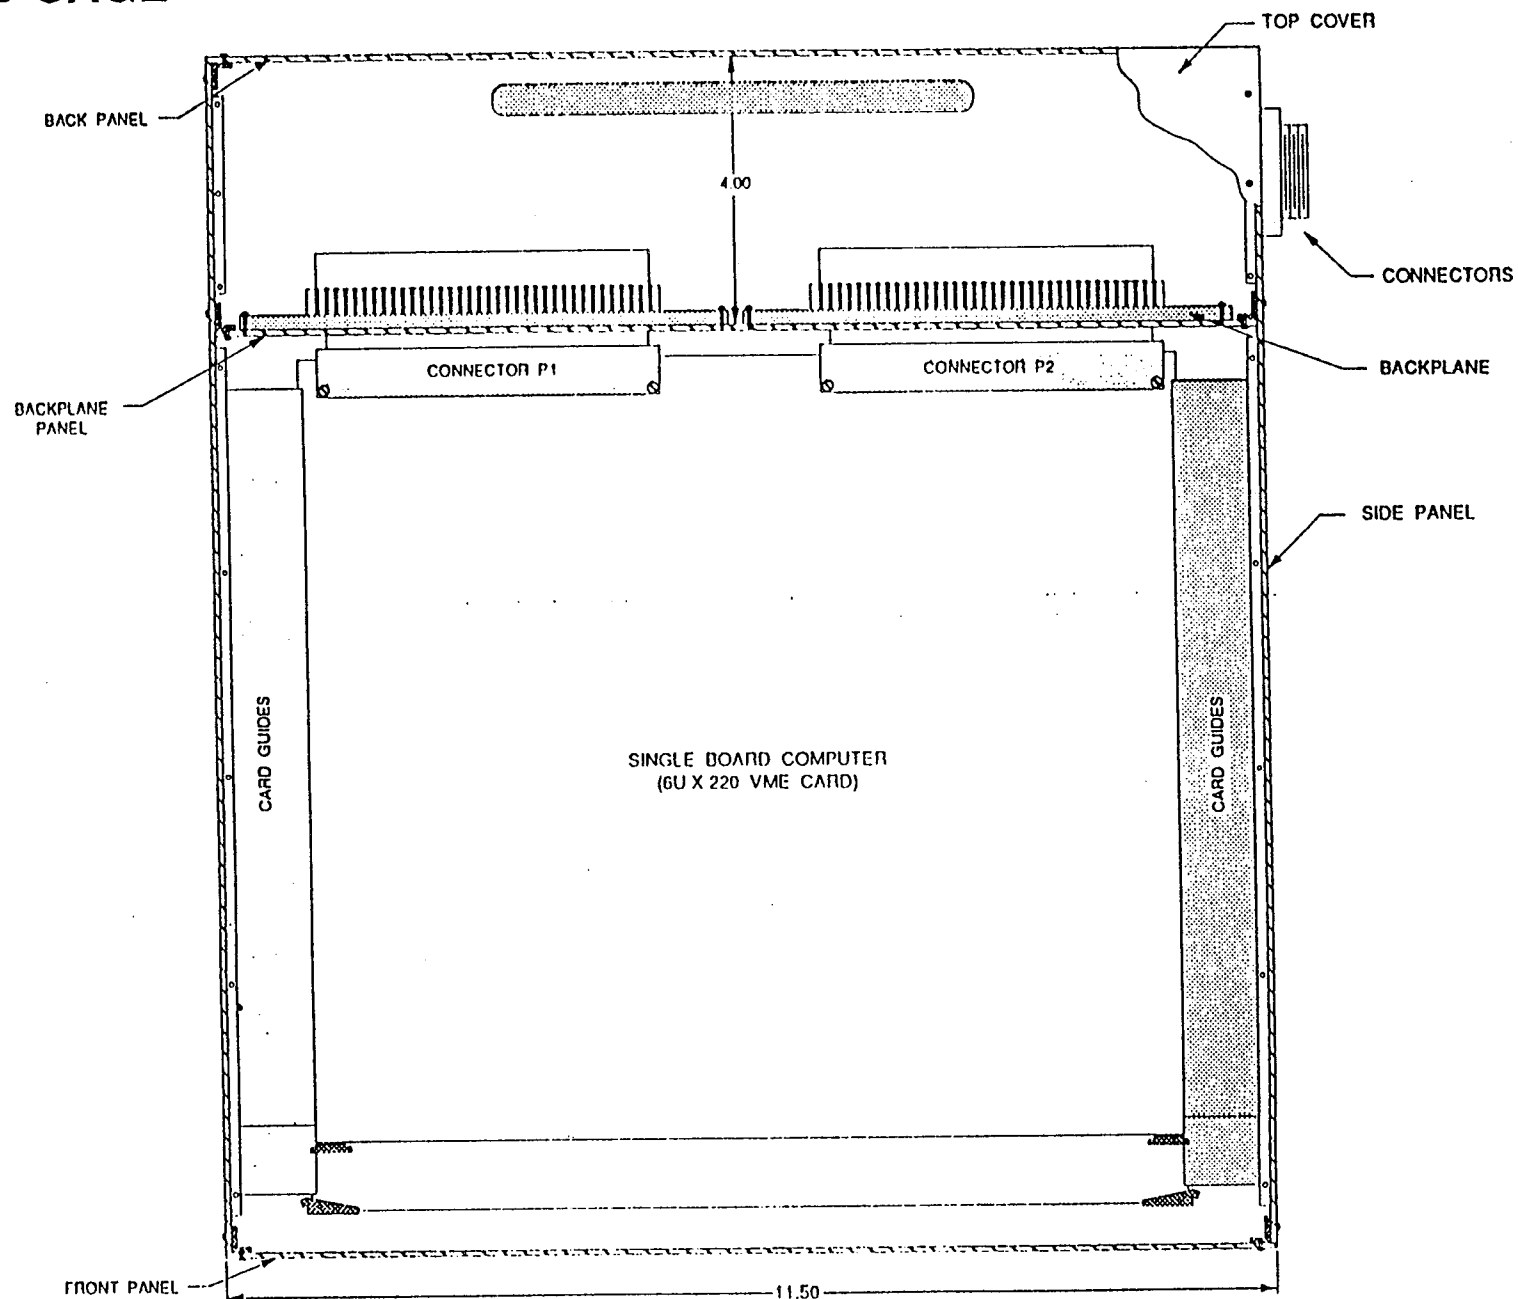 TOP COVER
BACK PANEL
4.00
CONNECTORS
CONNECTOR P1
CONNECTOR P2
BACKPLANE
BACKPLANE
PANEL
SIDE PANEL
CARD GUIDES
SINGLE BOARD COMPUTER
(6U X 220 VME CARD)
CARD GUIDES
FRONT PANEL
11.50